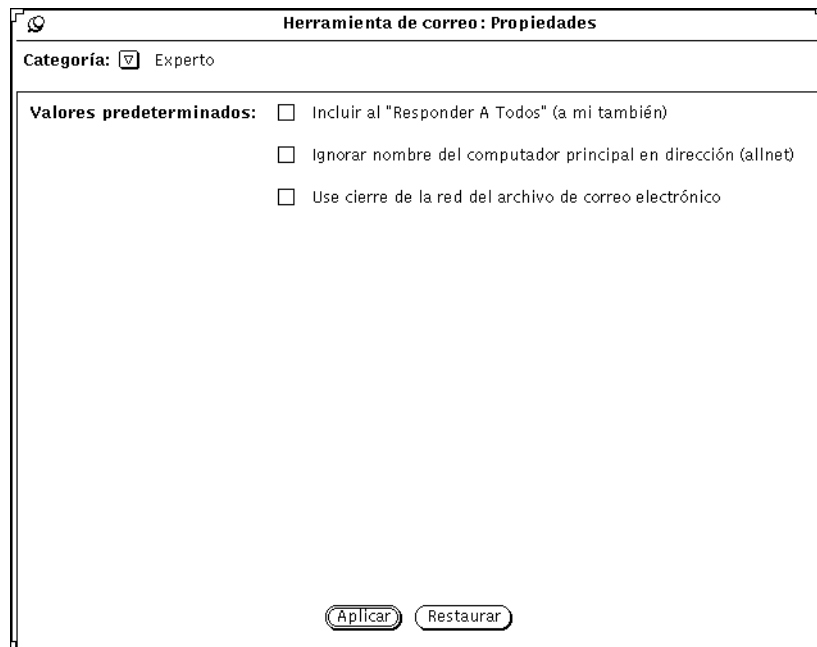 Herramienta de correo: Propiedades
Categoría: Experto
Valores predeterminados: Incluir al "Responder A Todos" (a mi también)
Ignorar nombre del computador principal en dirección (allnet)
Use cierre de la red del archivo de correo electrónico
Aplicar Restaurar